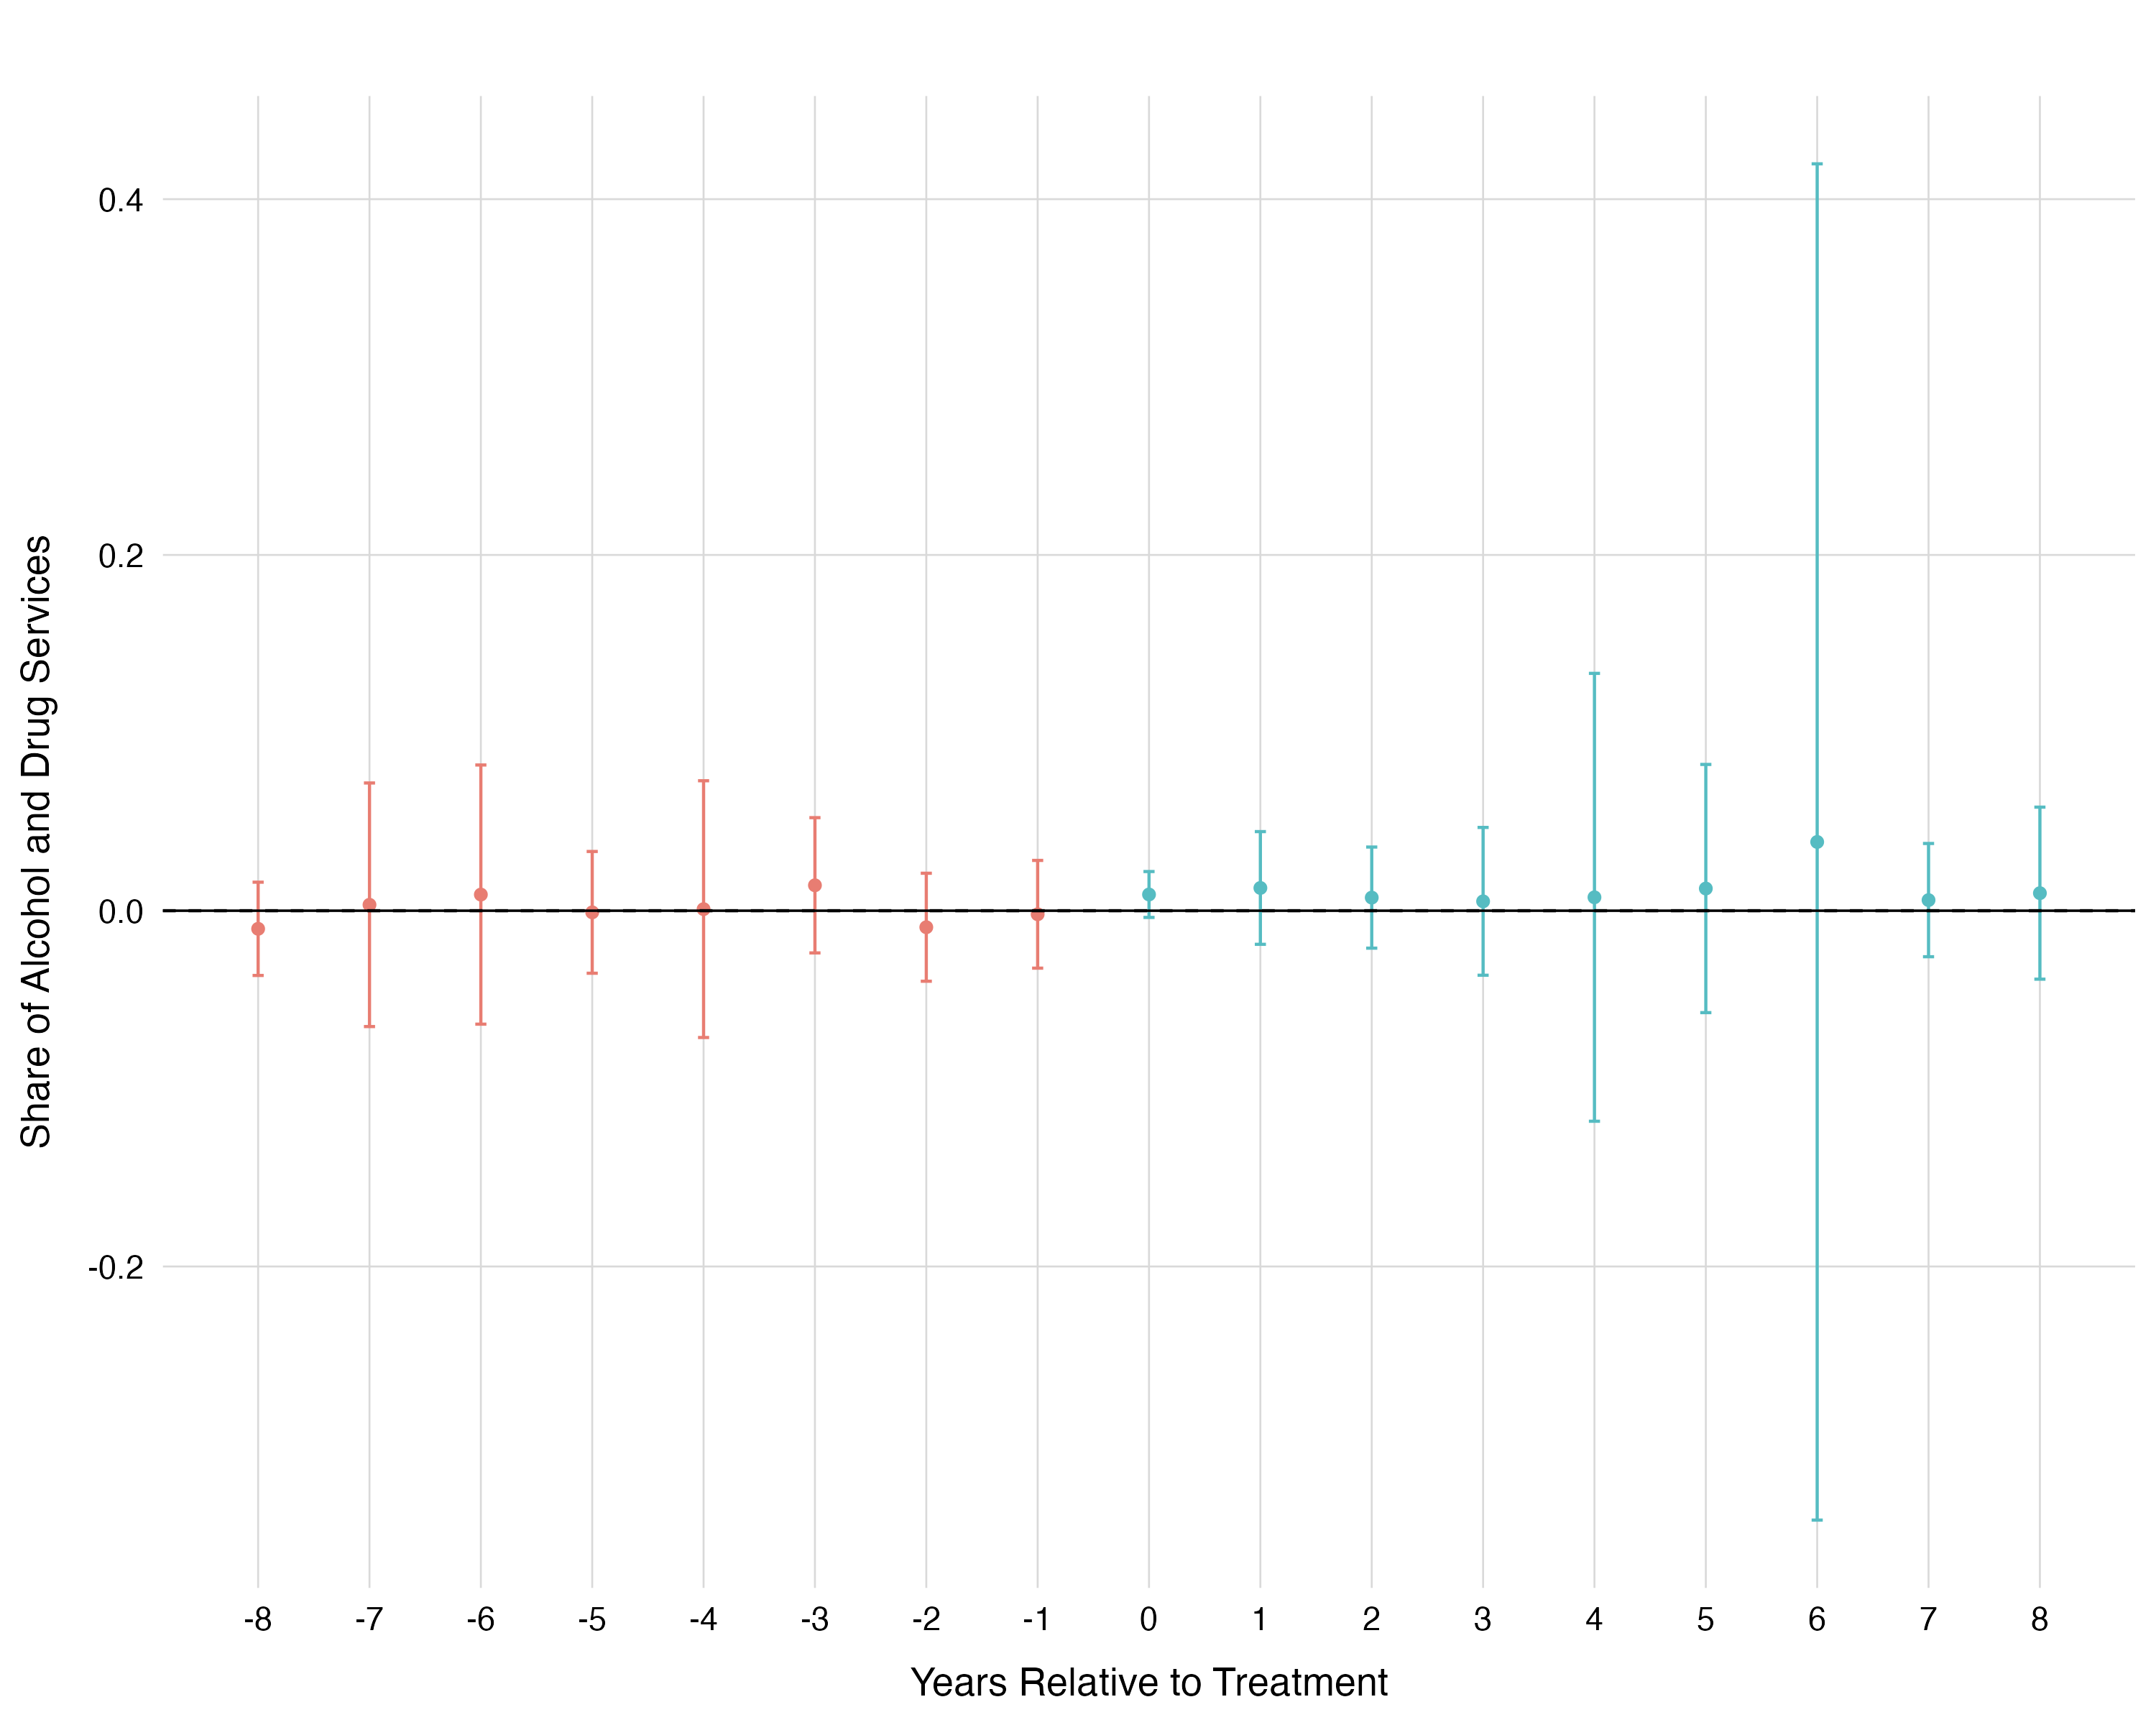 Share of Alcohol and Drug Services
0.4
0.2
0.0
-0.2
-8 -7 -6 -5 -4 -3 -2 -1 0 1 2 3 4 5 6 7 8
Years Relative to Treatment